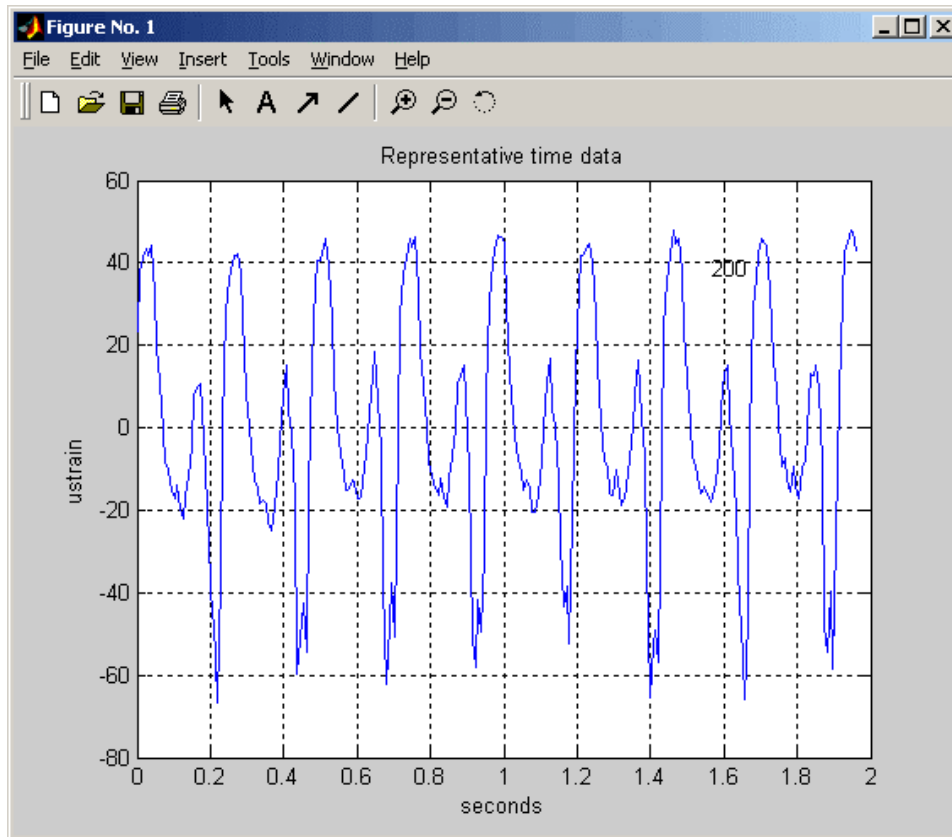 Figure No. 1
File Edit View Insert Tools Window Help
A
Representative time data
60
40
20
0
-20
-40
-60
-80
ustrain
200
0 0.2 0.4 0.6 0.8 1 1.2 1.4 1.6 1.8 2
seconds